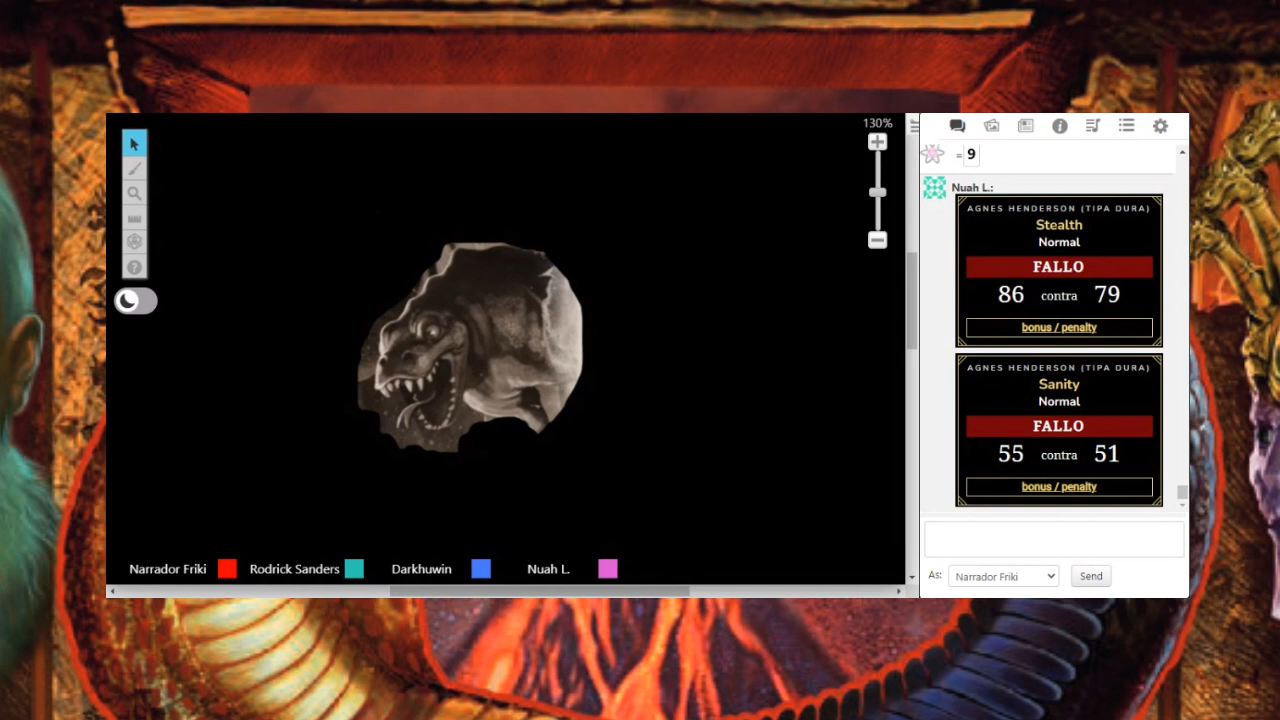 130%
= 9
Nuah L.:
AGNES HENDERSON (TIPA DURA)
Stealth
Normal
FALLO
86 contra 79
bonus / penalty
AGNES HENDERSON (TIPA DURA)
Sanity
Normal
FALLO
55 contra 51
bonus / penalty
Narrador Friki
Rodrick Sanders
Darkhuwin
Nuah L.
As: Narrador Friki
Send